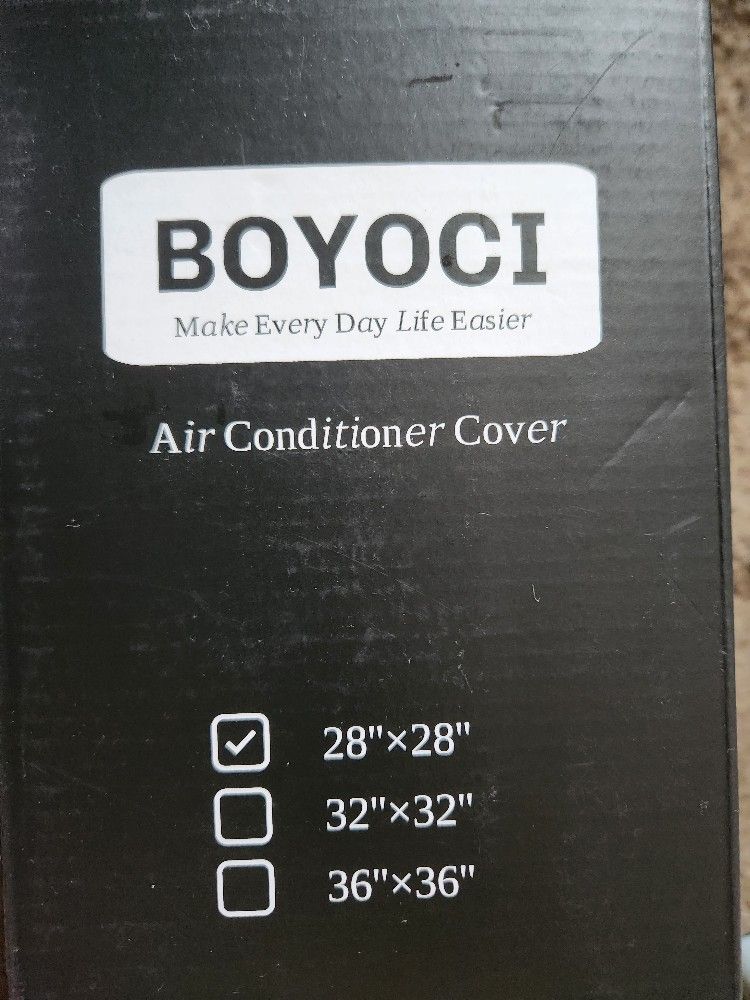 BOYOCI
Make Every Day Life Easier
Air Conditioner Cover
28"×28"
32"×32"
36"×36"